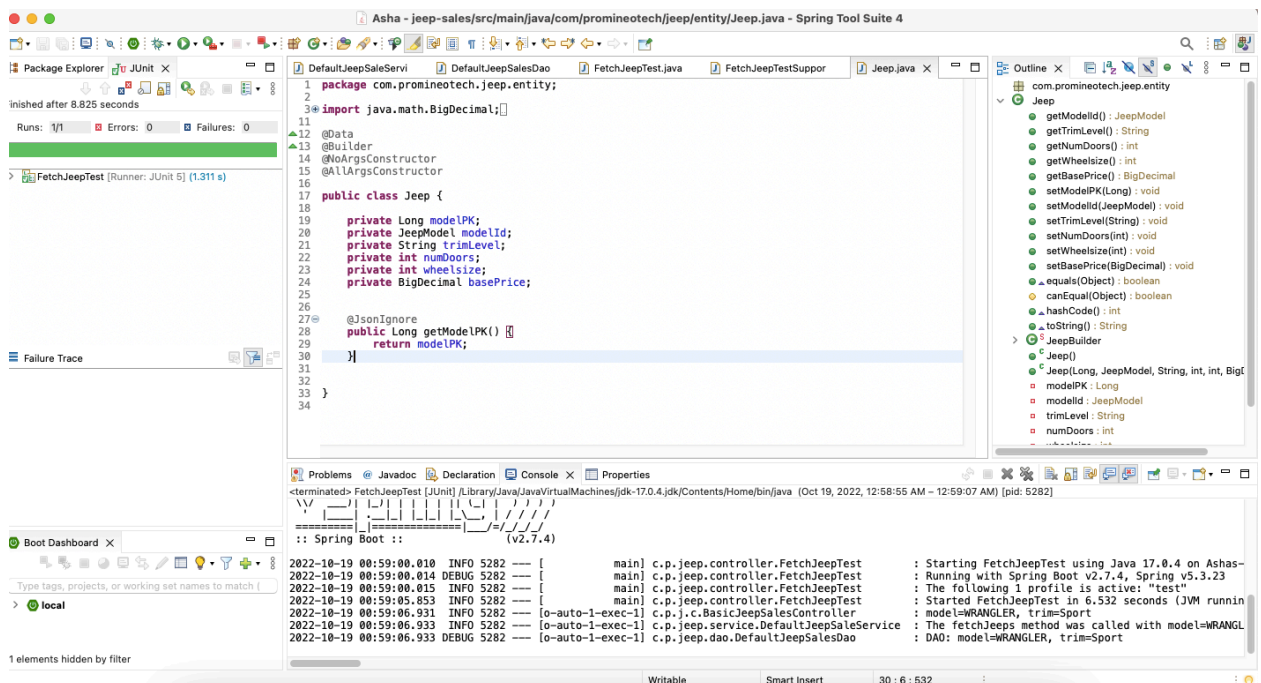 Asha - jeep-sales/src/main/java/com/promineotech/jeep/entity/Jeep.java - Spring Tool Suite 4
Package Explorer JUnit
Finished after 8.825 seconds
Runs: 1/1 Errors: 0 Failures: 0
FetchJeepTest [Runner: JUnit 5] (1.311 s)
Failure Trace
Boot Dashboard
Type tags, projects, or working set names to match (
local
1 elements hidden by filter
DefaultJeepSaleServi DefaultJeepSalesDao FetchJeepTest.java FetchJeepTestSuppor Jeep.java
1 package com.promineotech.jeep.entity;
2
3 import java.math.BigDecimal;
11
12 @Data
13 @Builder
14 @NoArgsConstructor
15 @AllArgsConstructor
16
17 public class Jeep {
18
19 private Long modelPK;
20 private JeepModel modelId;
21 private String trimLevel;
22 private int numDoors;
23 private int wheelsize;
24 private BigDecimal basePrice;
25
26
27 @JsonIgnore
28 public Long getModelPK() {
29 return modelPK;
30 }
31
32
33 }
34
Outline
com.promineotech.jeep.entity
Jeep
getModelId() : JeepModel
getTrimLevel() : String
getNumDoors() : int
getWheelsize() : int
getBasePrice() : BigDecimal
setModelPK(Long) : void
setModelId(JeepModel) : void
setTrimLevel(String) : void
setNumDoors(int) : void
setWheelsize(int) : void
setBasePrice(BigDecimal) : void
equals(Object) : boolean
canEqual(Object) : boolean
hashCode() : int
toString() : String
JeepBuilder
Jeep()
Jeep(Long, JeepModel, String, int, int, BigD
modelPK : Long
modelId : JeepModel
trimLevel : String
numDoors : int
Problems Javadoc Declaration Console Properties
<terminated> FetchJeepTest [JUnit] /Library/Java/JavaVirtualMachines/jdk-17.0.4.jdk/Contents/Home/bin/java (Oct 19, 2022, 12:58:55 AM – 12:59:07 AM) [pid: 5282]
:: Spring Boot :: (v2.7.4)
2022-10-19 00:59:00.010 INFO 5282 --- [ main] c.p.jeep.controller.FetchJeepTest : Starting FetchJeepTest using Java 17.0.4 on Ashas-
2022-10-19 00:59:00.014 DEBUG 5282 --- [ main] c.p.jeep.controller.FetchJeepTest : Running with Spring Boot v2.7.4, Spring v5.3.23
2022-10-19 00:59:00.015 INFO 5282 --- [ main] c.p.jeep.controller.FetchJeepTest : The following 1 profile is active: "test"
2022-10-19 00:59:05.853 INFO 5282 --- [ main] c.p.jeep.controller.FetchJeepTest : Started FetchJeepTest in 6.532 seconds (JVM runnin
2022-10-19 00:59:06.931 INFO 5282 --- [o-auto-1-exec-1] c.p.j.c.BasicJeepSalesController : model=WRANGLER, trim=Sport
2022-10-19 00:59:06.933 INFO 5282 --- [o-auto-1-exec-1] c.p.jeep.service.DefaultJeepSaleService : The fetchJeeps method was called with model=WRANGL
2022-10-19 00:59:06.933 DEBUG 5282 --- [o-auto-1-exec-1] c.p.jeep.dao.DefaultJeepSalesDao : DAO: model=WRANGLER, trim=Sport
Writable Smart Insert 30 : 6 : 532